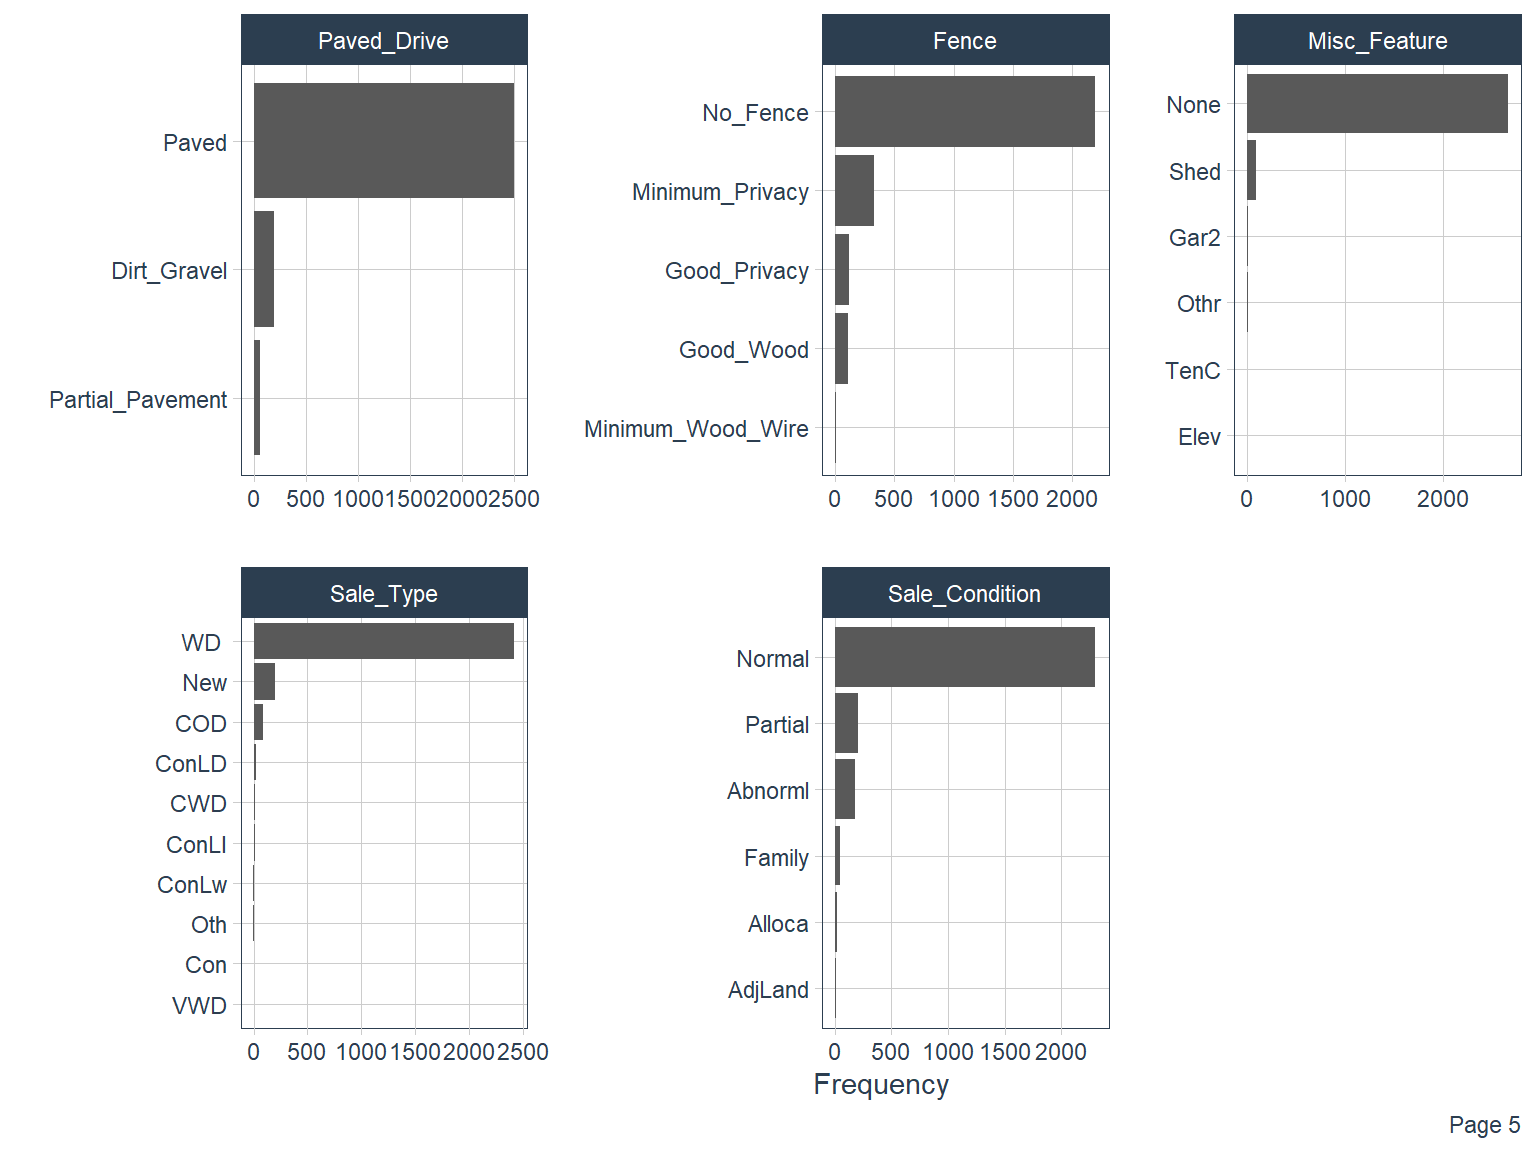 Paved_Drive
Paved
Dirt_Gravel
Partial_Pavement
0 500 1000 1500 2000 2500
Fence
No_Fence
Minimum_Privacy
Good_Privacy
Good_Wood
Minimum_Wood_Wire
0 500 1000 1500 2000
Misc_Feature
None
Shed
Gar2
Othr
TenC
Elev
0 1000 2000
Sale_Type
WD
New
COD
ConLD
CWD
ConLI
ConLw
Oth
Con
VWD
0 500 1000 1500 2000 2500
Sale_Condition
Normal
Partial
Abnorml
Family
Alloca
AdjLand
0 500 1000 1500 2000
Frequency
Page 5